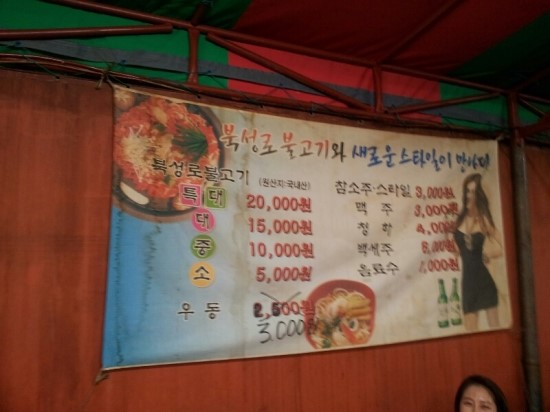 북성로불고기와 새로운 스타일이 만나다
북성로불고기 (원산지:국내산)
특대 20,000원
대 15,000원
중 10,000원
소 5,000원
우동 2,500원
3,000원
참소주·스타일 3,000원
맥주 3,000원
청하 4,000원
백세주 원
음료수 1,000원